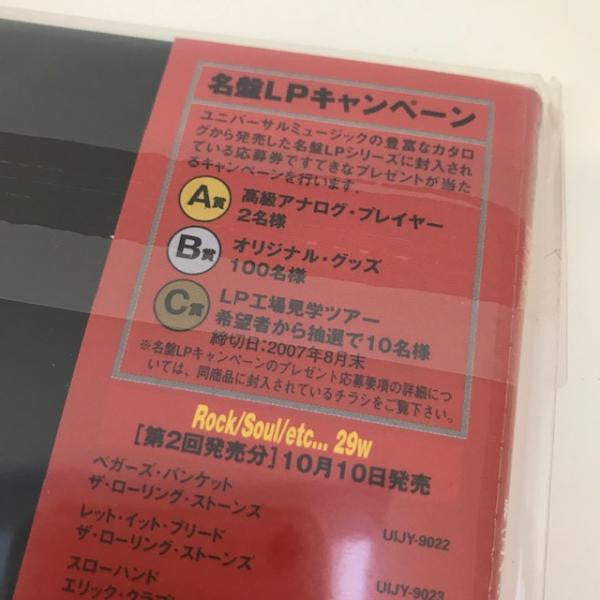 名盤LPキャンペーン
ユニバーサルミュージックの豊富なカタロ
グから発売した名盤LPシリーズに封入され
ている応募券ですてきなプレゼントが当た
るキャンペーンを行います。
A賞 高級アナログ・プレイヤー
2名様
B賞 オリジナル・グッズ
100名様
C賞 LP工場見学ツアー
希望者から抽選で10名様
締切日:2007年8月末
※名盤LPキャンペーンのプレゼント応募要項の詳細につ
いては、同商品に封入されているチラシをご覧下さい。
Rock/Soul/etc... 29w
[第2回発売分]10月10日発売
ベガーズ・バンケット
ザ・ローリング・ストーンズ
UIJY-9022
レット・イット・ブリード
ザ・ローリング・ストーンズ
UIJY-9023
スローハンド
エリック・クラプ